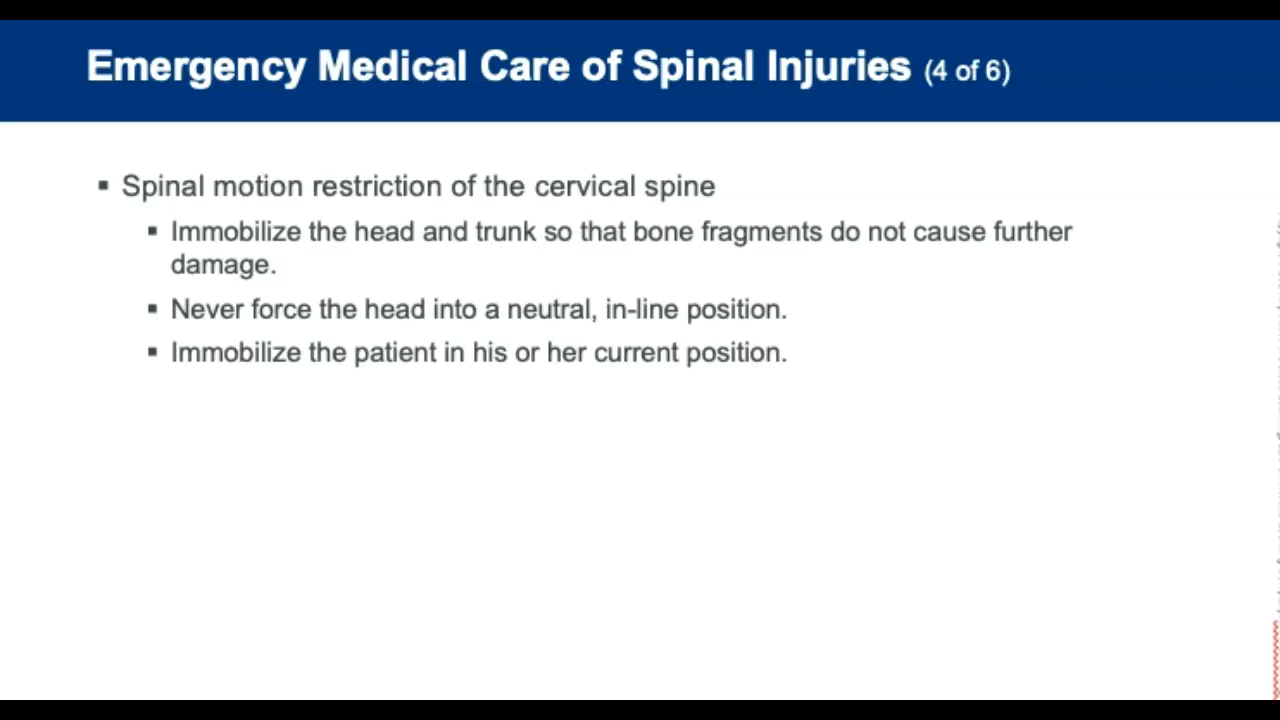 Emergency Medical Care of Spinal Injuries (4 of 6)
▪ Spinal motion restriction of the cervical spine
▪ Immobilize the head and trunk so that bone fragments do not cause further
damage.
▪ Never force the head into a neutral, in-line position.
▪ Immobilize the patient in his or her current position.